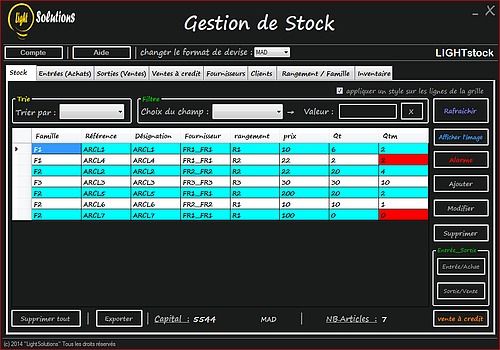 Light Solutions
Gestion de Stock
Compte Aide changer le format de devise : MAD LIGHTstock
Stock Entrées (Achats) Sorties (Ventes) Ventes à credit Fournisseurs Clients Rangement / Famille Inventaire
appliquer un style sur les lignes de la grille
Trie Filtre
Trier par : Choix du champ : → Valeur : X Rafraichir
Famille Référence Désignation Fournisseur rangement prix Qt Qtm
F1 ARCL1 ARCL1 FR1_FR1 R1 10 6 2
F1 ARCL4 ARCL4 FR1_FR1 R2 22 2 2
F2 ARCL2 ARCL2 FR2_FR2 R2 22 20 4
F3 ARCL3 ARCL3 FR3_FR3 R3 30 30 10
F2 ARCL5 ARCL5 FR2_FR2 R1 200 20 2
F2 ARCL6 ARCL6 FR2_FR2 R1 10 10 1
F2 ARCL7 ARCL7 FR1_FR1 R1 100 0 0
Afficher l'image
Alarme
Ajouter
Modifier
Supprimer
Entrée_Sortie
Entrée/Achat
Sortie/Vente
Supprimer tout Exporter Capital : 5544 MAD NB.Articles : 7 vente à crédit
(c) 2014 "LightSolutions" Tous les droits réservés